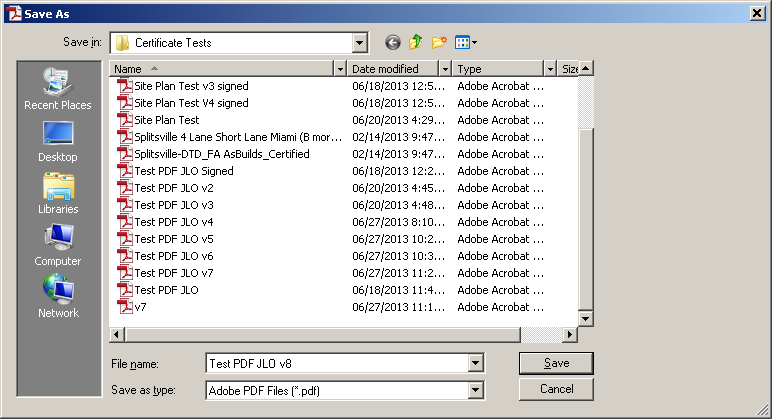 Save As
Save in: Certificate Tests
Name Date modified Type Size
Site Plan Test v3 signed 06/18/2013 12:5... Adobe Acrobat ...
Site Plan Test V4 signed 06/18/2013 12:5... Adobe Acrobat ...
Site Plan Test 06/20/2013 4:29... Adobe Acrobat ...
Splitsville 4 Lane Short Lane Miami (B mor... 02/14/2013 9:47... Adobe Acrobat ...
Splitsville-DTD_FA AsBuilds_Certified 02/14/2013 9:47... Adobe Acrobat ...
Test PDF JLO Signed 06/18/2013 12:2... Adobe Acrobat ...
Test PDF JLO v2 06/20/2013 4:45... Adobe Acrobat ...
Test PDF JLO v3 06/20/2013 4:48... Adobe Acrobat ...
Test PDF JLO v4 06/27/2013 8:10... Adobe Acrobat ...
Test PDF JLO v5 06/27/2013 10:2... Adobe Acrobat ...
Test PDF JLO v6 06/27/2013 10:3... Adobe Acrobat ...
Test PDF JLO v7 06/27/2013 11:2... Adobe Acrobat ...
Test PDF JLO 06/18/2013 11:4... Adobe Acrobat ...
v7 06/27/2013 11:1... Adobe Acrobat ...
Recent Places
Desktop
Libraries
Computer
Network
File name: Test PDF JLO v8 Save
Save as type: Adobe PDF Files (*.pdf) Cancel